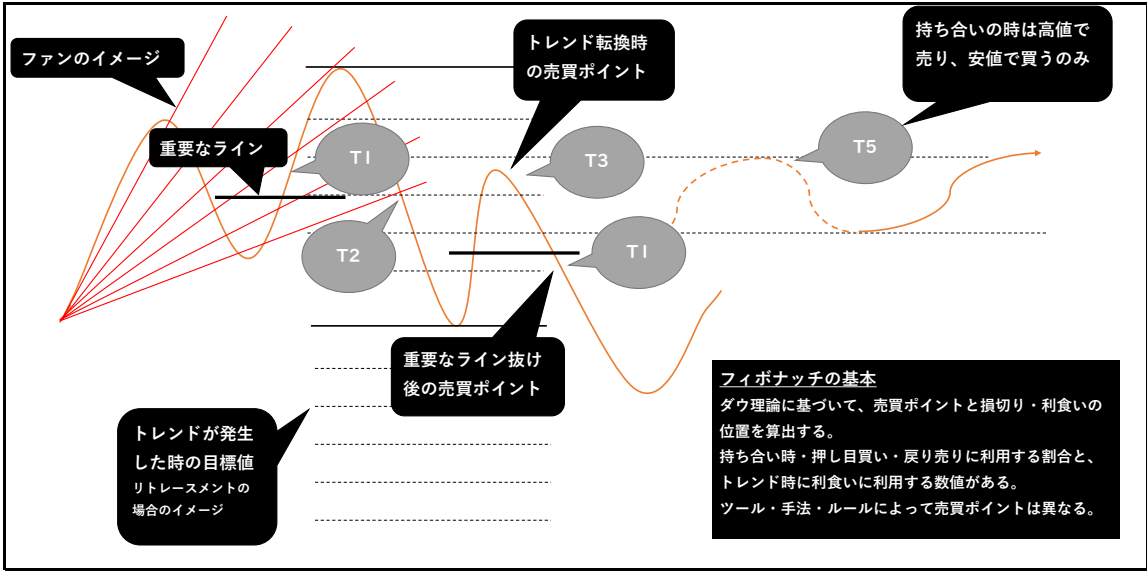 ファンのイメージ
重要なライン
トレンド転換時
の売買ポイント
持ち合いの時は高値で
売り、安値で買うのみ
T1
T3
T5
T2
T1
重要なライン抜け
後の売買ポイント
トレンドが発生
した時の目標値
リトレースメントの
場合のイメージ
フィボナッチの基本
ダウ理論に基づいて、売買ポイントと損切り・利食いの
位置を算出する。
持ち合い時・押し目買い・戻り売りに利用する割合と、
トレンド時に利食いに利用する数値がある。
ツール・手法・ルールによって売買ポイントは異なる。